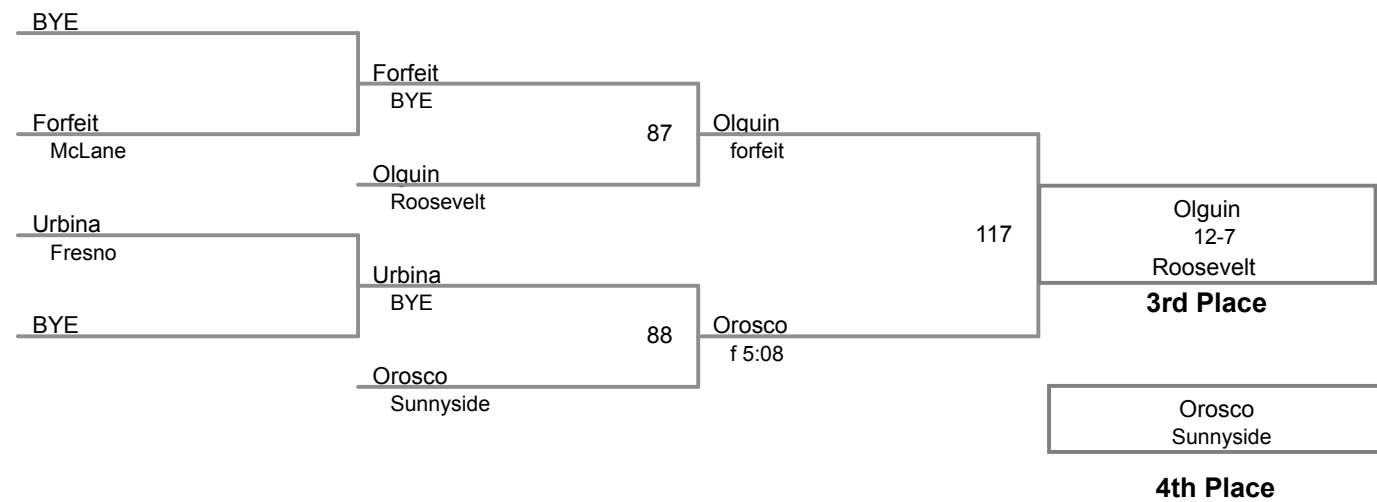 BYE
Forfeit
BYE
Forfeit
McLane
87
Olguin
forfeit
Olguin
Roosevelt
Urbina
Fresno
117
Olguin
12-7
Roosevelt
3rd Place
Urbina
BYE
BYE
88
Orosco
f 5:08
Orosco
Sunnyside
Orosco
Sunnyside
4th Place